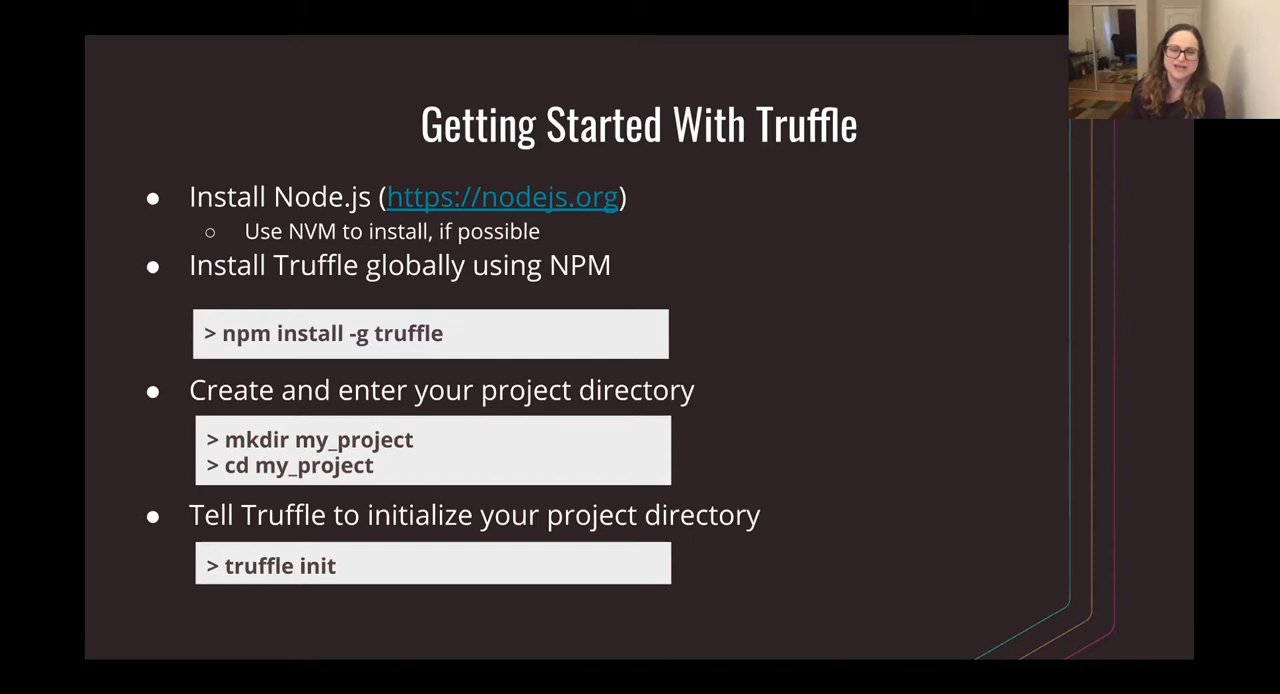 Getting Started With Truffle
● Install Node.js (https://nodejs.org)
○ Use NVM to install, if possible
● Install Truffle globally using NPM
> npm install -g truffle
● Create and enter your project directory
> mkdir my_project
> cd my_project
● Tell Truffle to initialize your project directory
> truffle init